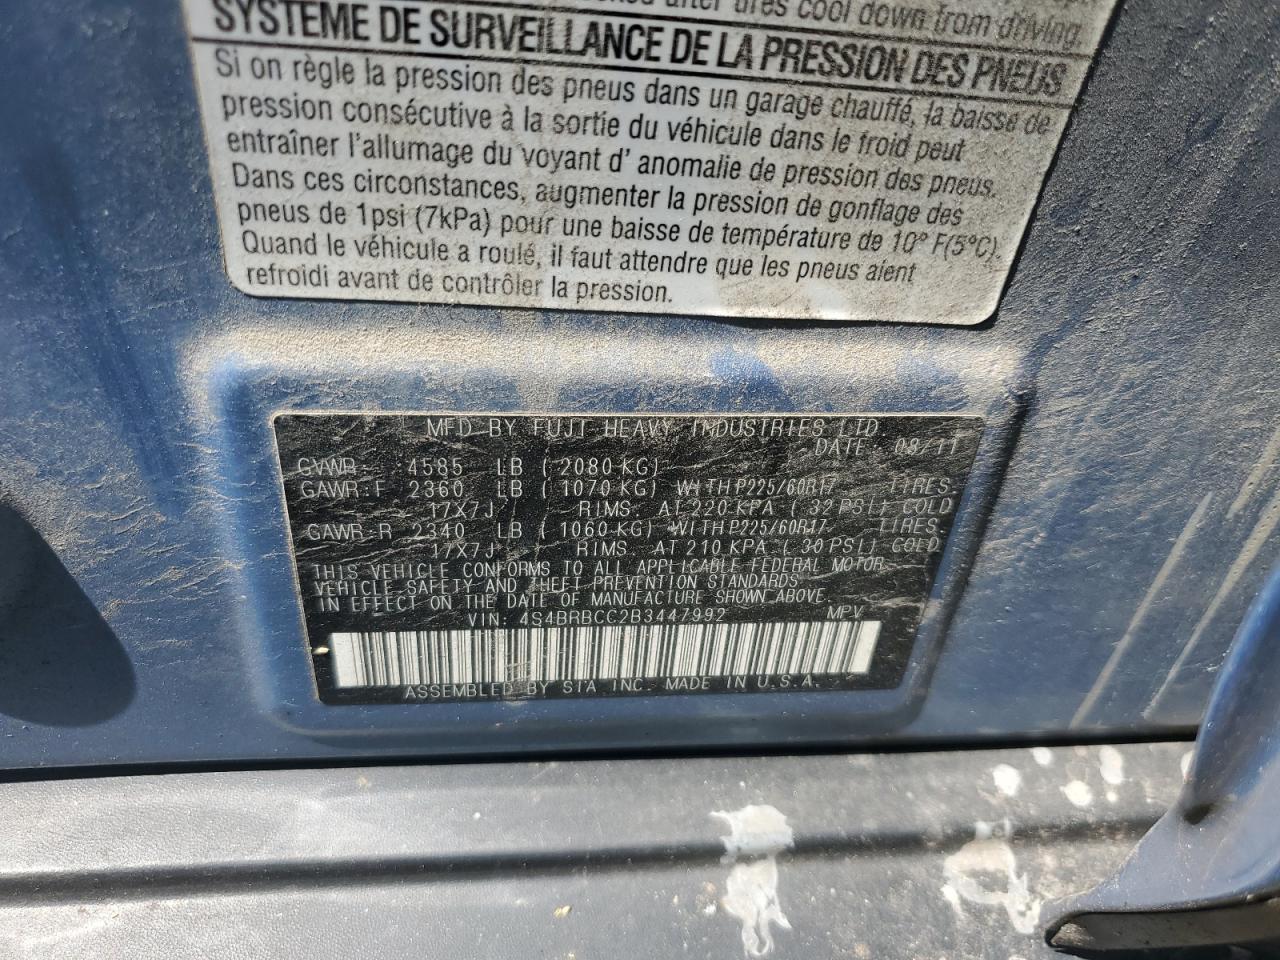 after tires cool down from driving.
SYSTÈME DE SURVEILLANCE DE LA PRESSION DES PNEUS
Si on règle la pression des pneus dans un garage chauffé, la baisse de
pression consécutive à la sortie du véhicule dans le froid peut
entraîner l'allumage du voyant d' anomalie de pression des pneus.
Dans ces circonstances, augmenter la pression de gonflage des
pneus de 1psi (7kPa) pour une baisse de température de 10° F(5°C).
Quand le véhicule a roulé, il faut attendre que les pneus aient
refroidi avant de contrôler la pression.
MFD BY FUJI HEAVY INDUSTRIES LTD
DATE: 08/11
GVWR: 4585 LB ( 2080 KG)
GAWR:F 2360 LB ( 1070 KG) WITH P225/60R17 TIRES.
17X7J RIMS. AT 220 KPA ( 32 PSI) COLD
GAWR:R 2340 LB ( 1060 KG) WITH P225/60R17 TIRES.
17X7J RIMS. AT 210 KPA ( 30 PSI) COLD.
THIS VEHICLE CONFORMS TO ALL APPLICABLE FEDERAL MOTOR
VEHICLE SAFETY AND THEFT PREVENTION STANDARDS
IN EFFECT ON THE DATE OF MANUFACTURE SHOWN ABOVE.
VIN: 4S4BRBCC2B3447992 MPV
ASSEMBLED BY SIA INC. MADE IN U.S.A.